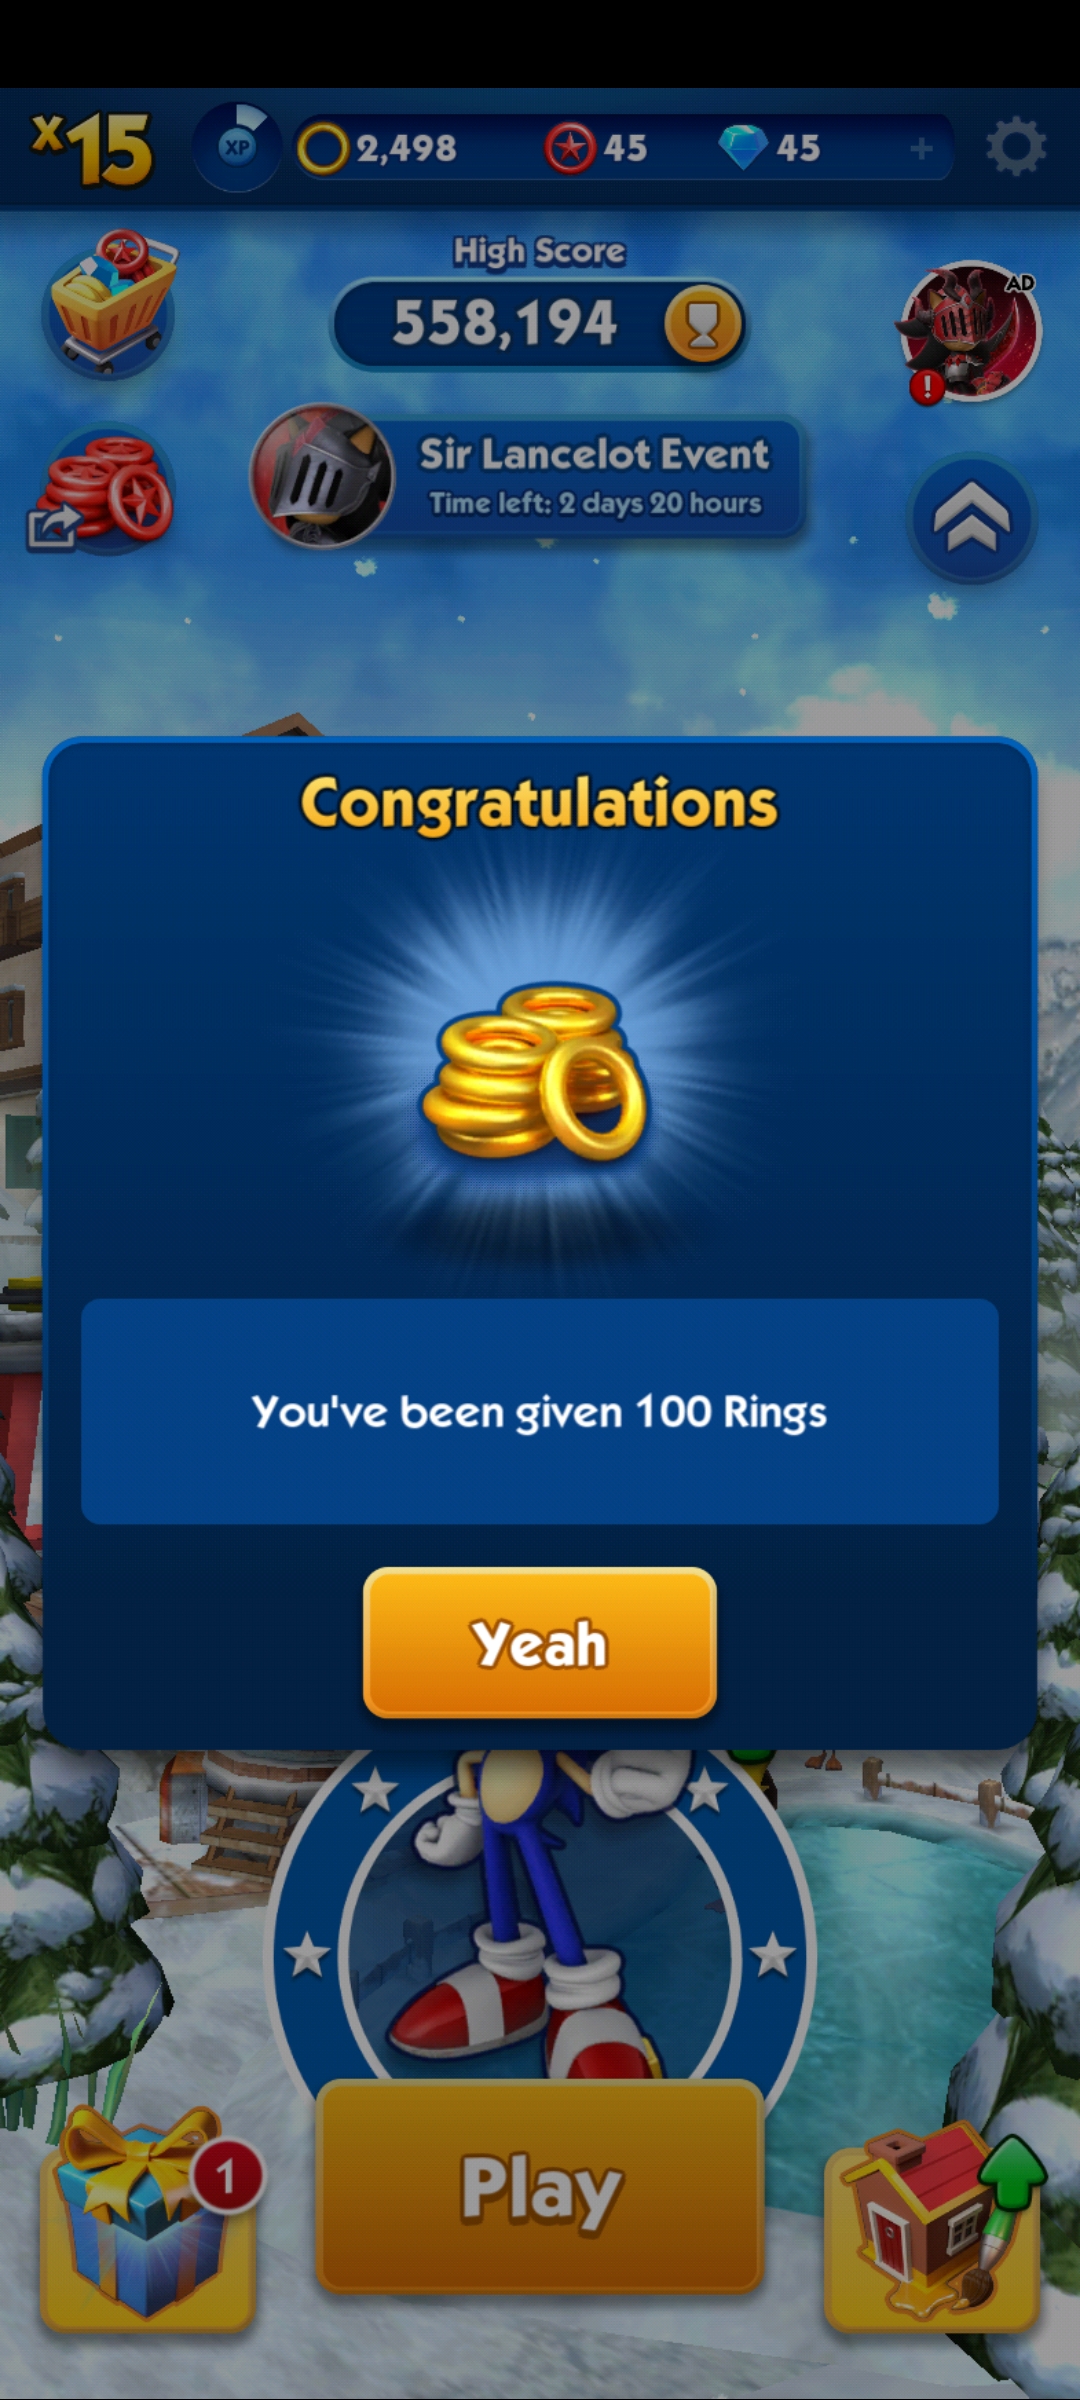 x15
XP
2,498
45
45
+
High Score
558,194
AD
!
Sir Lancelot Event
Time left: 2 days 20 hours
Congratulations
You've been given 100 Rings
Yeah
1
Play